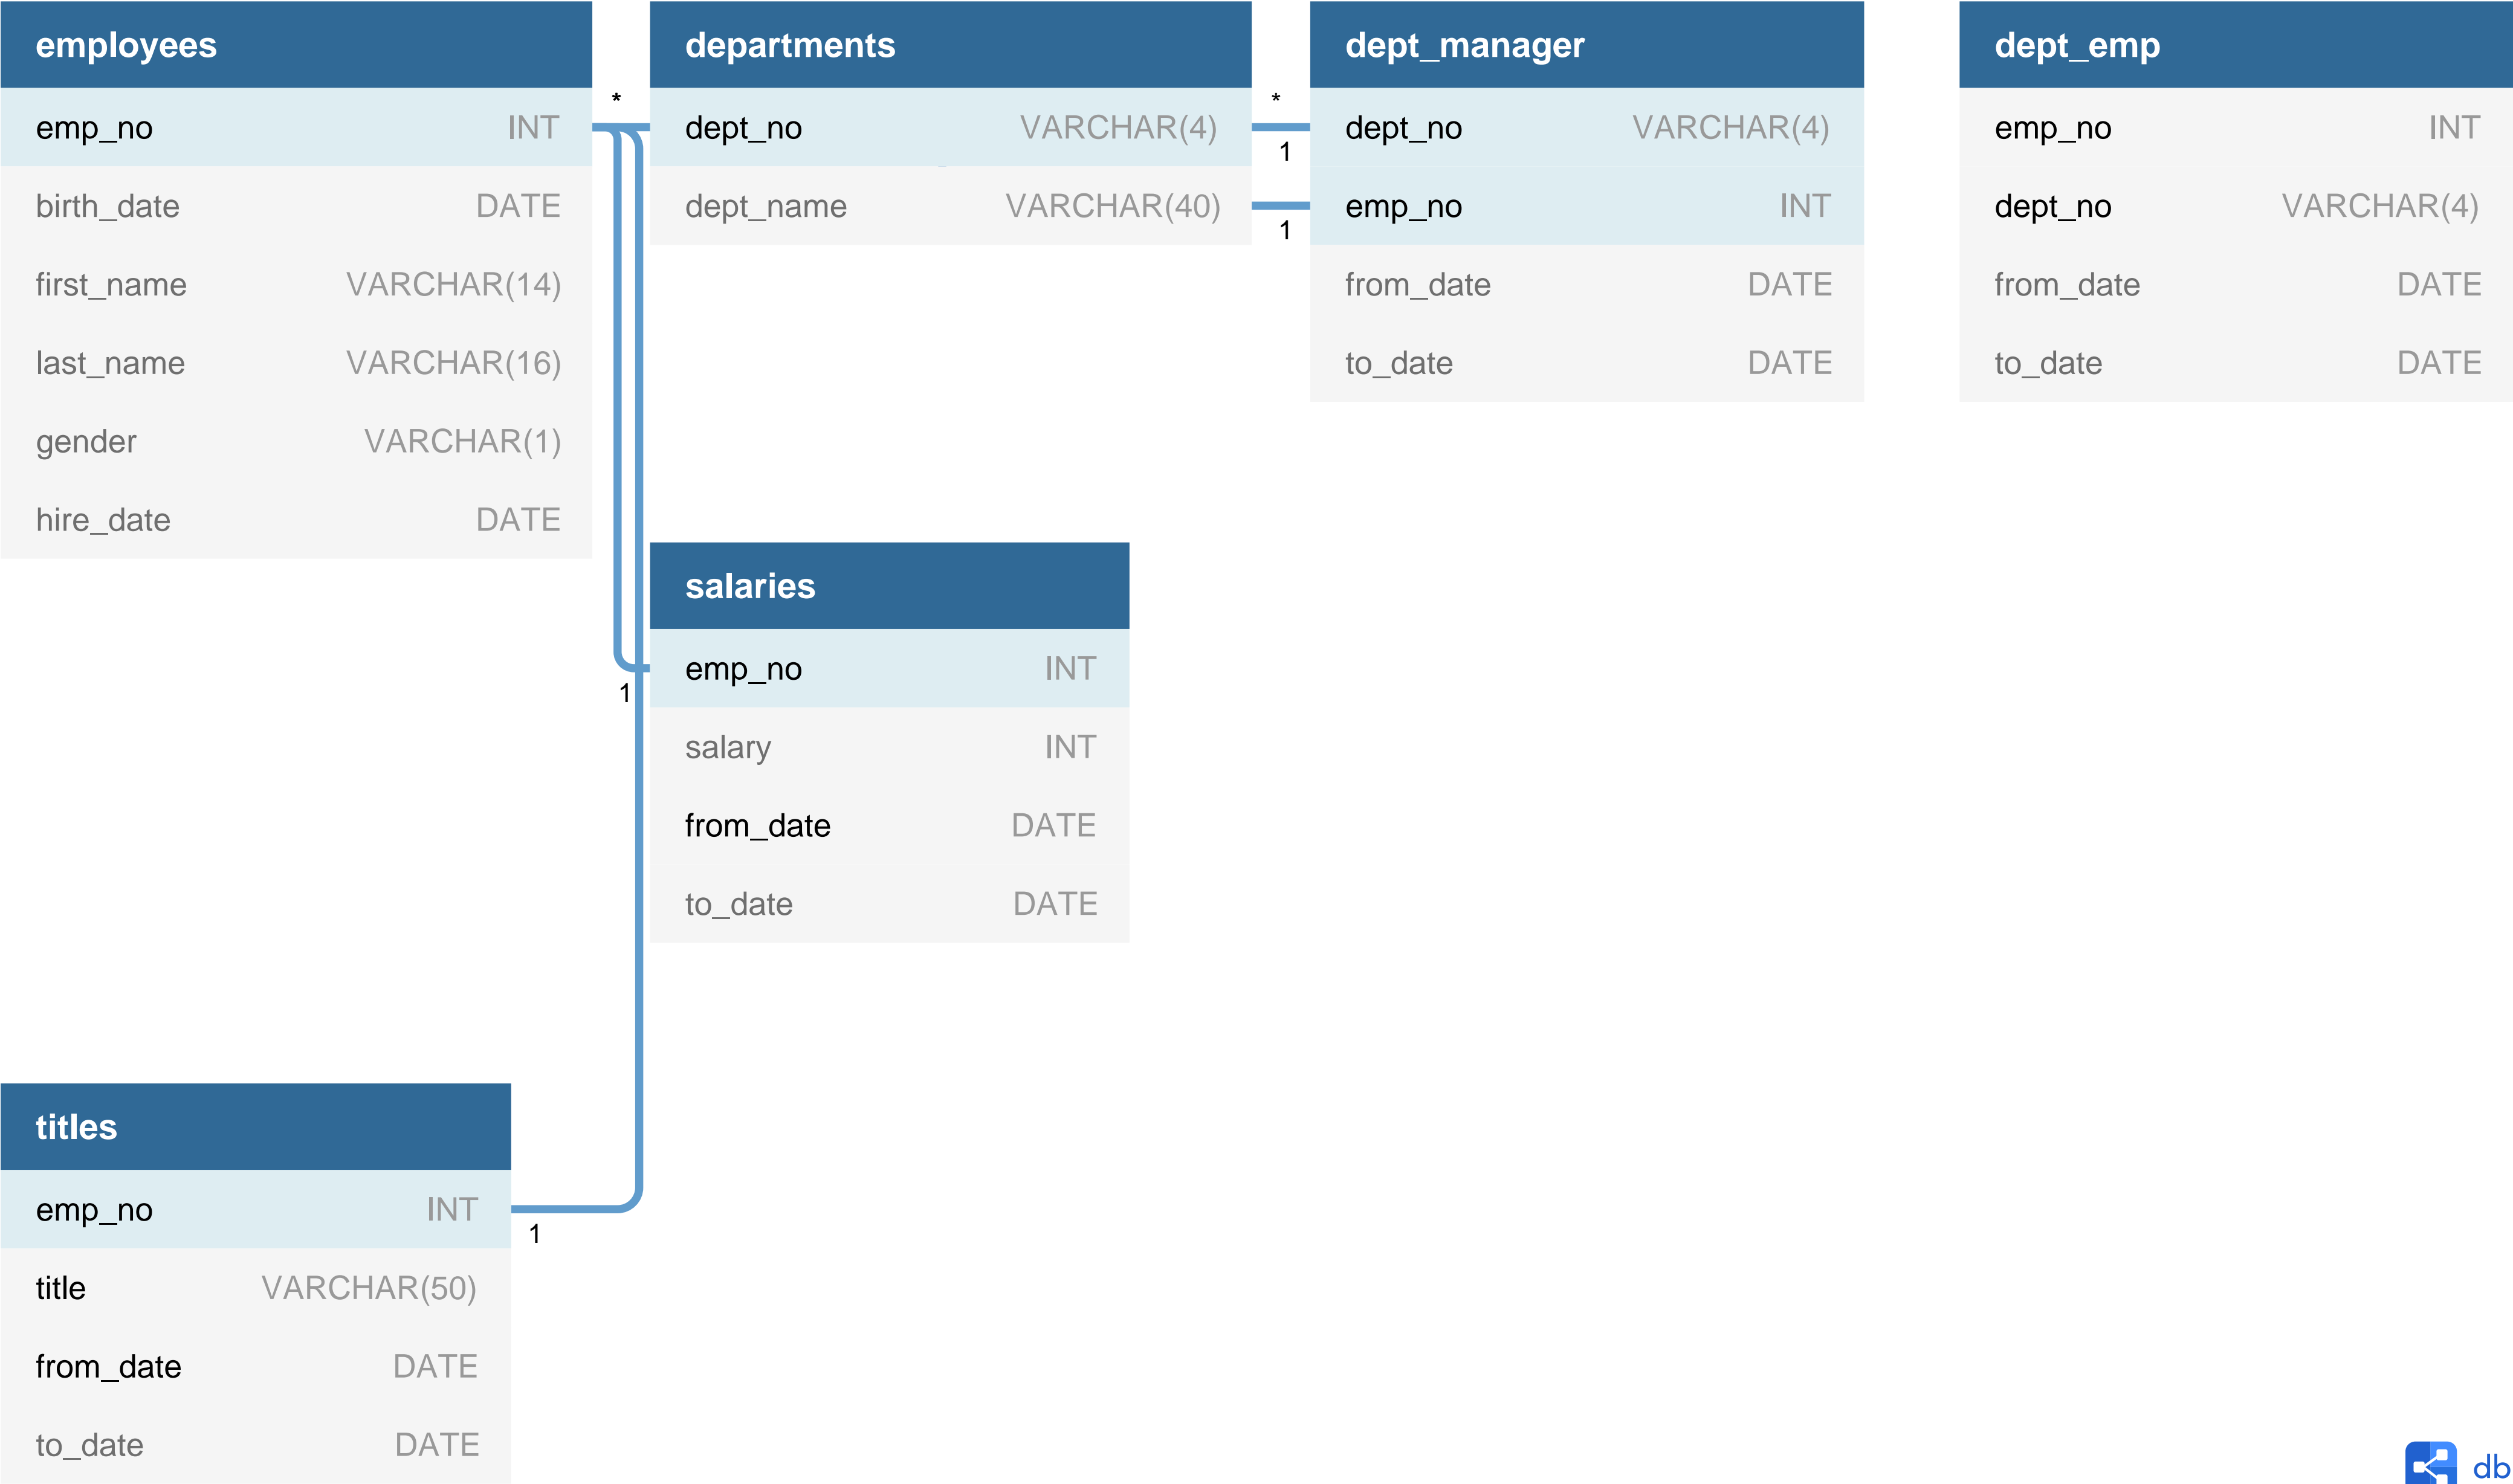 employees
emp_no INT
birth_date DATE
first_name VARCHAR(14)
last_name VARCHAR(16)
gender VARCHAR(1)
hire_date DATE
*
departments
dept_no VARCHAR(4)
dept_name VARCHAR(40)
*
1
1
dept_manager
dept_no VARCHAR(4)
emp_no INT
from_date DATE
to_date DATE
dept_emp
emp_no INT
dept_no VARCHAR(4)
from_date DATE
to_date DATE
salaries
1
emp_no INT
salary INT
from_date DATE
to_date DATE
titles
emp_no INT
1
title VARCHAR(50)
from_date DATE
to_date DATE
db